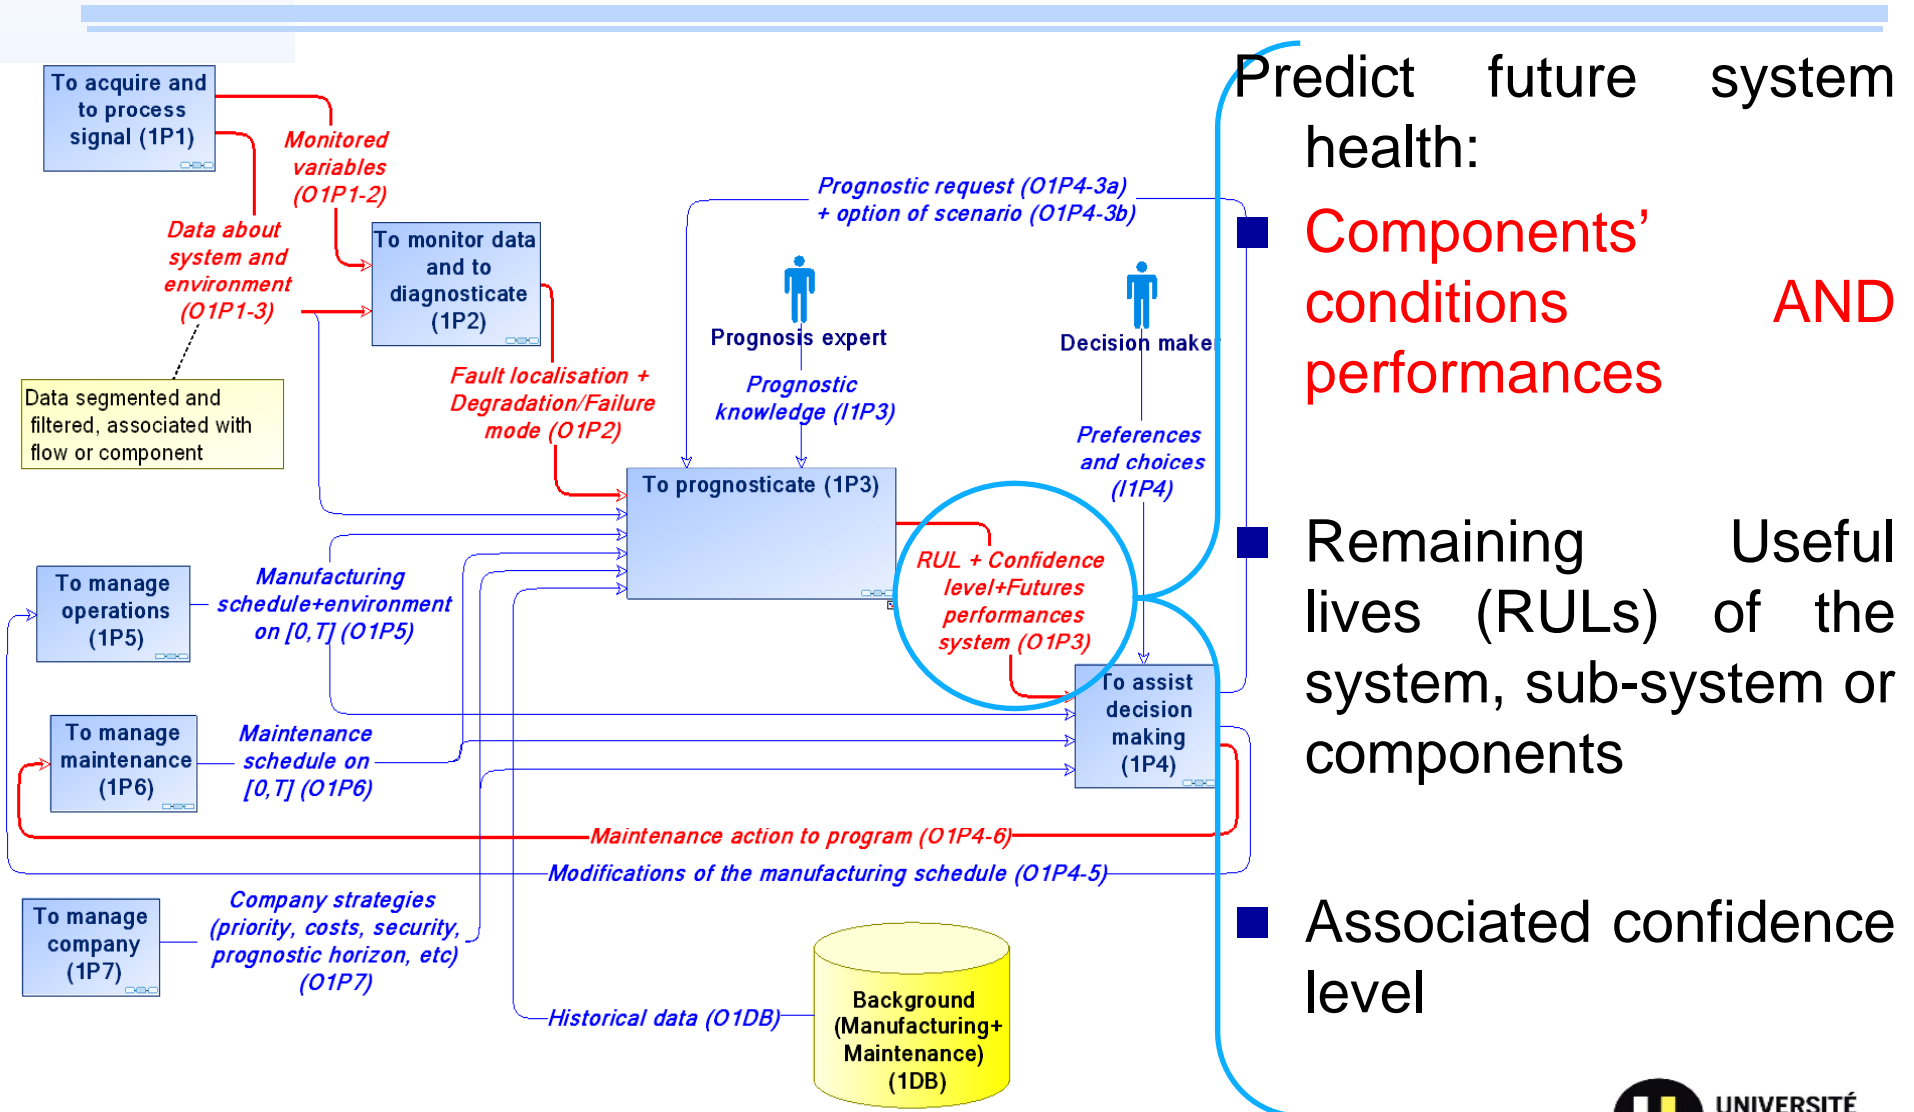 To acquire and
to process
signal (1P1)
Monitored
variables
(O1P1-2)
Data about
system and
environment
(O1P1-3)
Data segmented and
filtered, associated with
flow or component
To monitor data
and to
diagnosticate
(1P2)
Fault localisation +
Degradation/Failure
mode (O1P2)
Prognostic request (O1P4-3a)
+ option of scenario (O1P4-3b)
Prognosis expert
Prognostic
knowledge (I1P3)
Decision maker
Preferences
and choices
(I1P4)
To prognosticate (1P3)
RUL + Confidence
level+Futures
performances
system (O1P3)
To manage
operations
(1P5)
Manufacturing
schedule+environment
on [0,T] (O1P5)
To manage
maintenance
(1P6)
Maintenance
schedule on
[0,T] (O1P6)
To assist
decision
making
(1P4)
Maintenance action to program (O1P4-6)
Modifications of the manufacturing schedule (O1P4-5)
To manage
company
(1P7)
Company strategies
(priority, costs, security,
prognostic horizon, etc)
(O1P7)
Historical data (O1DB)
Background
(Manufacturing+
Maintenance)
(1DB)
Predict future system
health:
Components'
conditions AND
performances
Remaining Useful
lives (RULs) of the
system, sub-system or
components
Associated confidence
level
UNIVERSITÉ